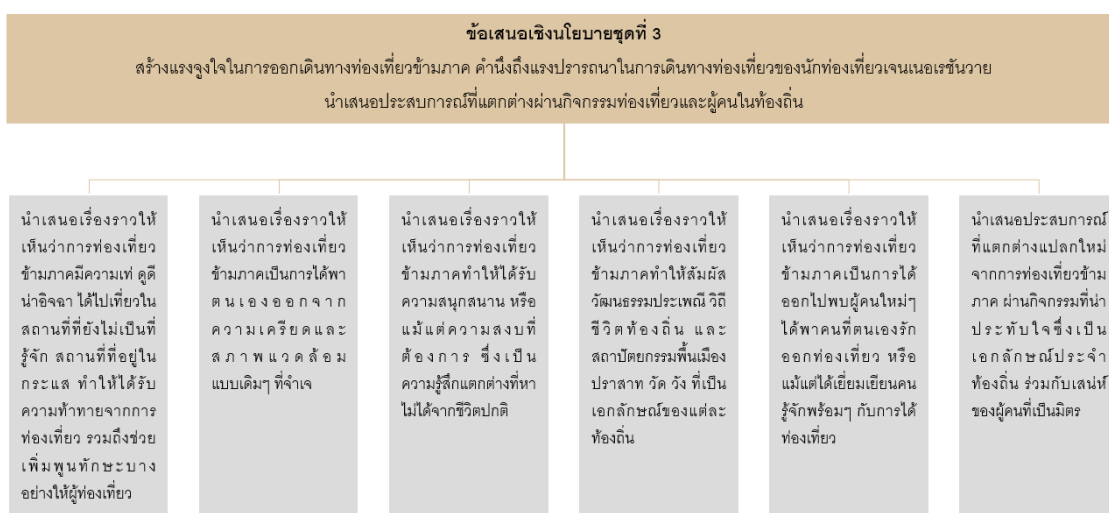 ข้อเสนอเชิงนโยบายชุดที่ 3
สร้างแรงจูงใจในการออกเดินทางท่องเที่ยวข้ามภาค คำนึงถึงแรงปรารถนาในการเดินทางท่องเที่ยวของนักท่องเที่ยวเจนเนอเรชันวาย
นำเสนอประสบการณ์ที่แตกต่างผ่านกิจกรรมท่องเที่ยวและผู้คนในท้องถิ่น
นำเสนอเรื่องราวให้
เห็นว่าการท่องเที่ยว
ข้ามภาคมีความเท่ ดูดี
น่าอิจฉา ได้ไปเที่ยวใน
สถานที่ที่ยังไม่เป็นที่
รู้จัก สถานที่ที่อยู่ใน
กระแส ทำให้ได้รับ
ความท้าทายจากการ
ท่องเที่ยว รวมถึงช่วย
เพิ่มพูนทักษะบาง
อย่างให้ผู้ท่องเที่ยว
นำเสนอเรื่องราวให้
เห็นว่าการท่องเที่ยว
ข้ามภาคเป็นการได้พา
ตนเองออกจาก
ความเครียดและ
สภาพแวดล้อม
แบบเดิมๆ ที่จำเจ
นำเสนอเรื่องราวให้
เห็นว่าการท่องเที่ยว
ข้ามภาคทำให้ได้รับ
ความสนุกสนาน หรือ
แม้แต่ความสงบที่
ต้องการ ซึ่งเป็น
ความรู้สึกแตกต่างที่หา
ไม่ได้จากชีวิตปกติ
นำเสนอเรื่องราวให้
เห็นว่าการท่องเที่ยว
ข้ามภาคทำให้สัมผัส
วัฒนธรรมประเพณี วิถี
ชีวิตท้องถิ่น และ
สถาปัตยกรรมพื้นเมือง
ปราสาท วัด วัง ที่เป็น
เอกลักษณ์ของแต่ละ
ท้องถิ่น
นำเสนอเรื่องราวให้
เห็นว่าการท่องเที่ยว
ข้ามภาคเป็นการได้
ออกไปพบผู้คนใหม่ๆ
ได้พาคนที่ตนเองรัก
ออกท่องเที่ยว หรือ
แม้แต่ได้เยี่ยมเยียนคน
รู้จักพร้อมๆ กับการได้
ท่องเที่ยว
นำเสนอประสบการณ์
ที่แตกต่างแปลกใหม่
จากการท่องเที่ยวข้าม
ภาค ผ่านกิจกรรมที่น่า
ประทับใจซึ่งเป็น
เอกลักษณ์ประจำ
ท้องถิ่น ร่วมกับเสน่ห์
ของผู้คนที่เป็นมิตร